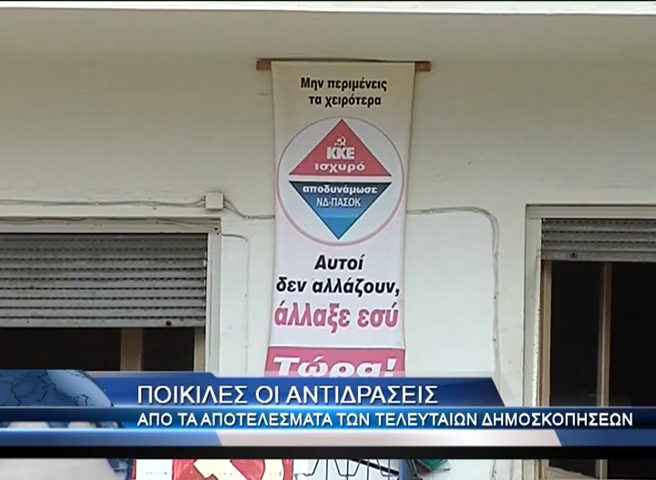 Μην περιμένεις
τα χειρότερα
ΚΚΕ
ισχυρό
αποδυνάμωσε
ΝΔ-ΠΑΣΟΚ
Αυτοί
δεν αλλάζουν,
άλλαξε εσύ
Τώρα!
ΠΟΙΚΙΛΕΣ ΟΙ ΑΝΤΙΔΡΑΣΕΙΣ
ΑΠΟ ΤΑ ΑΠΟΤΕΛΕΣΜΑΤΑ ΤΩΝ ΤΕΛΕΥΤΑΙΩΝ ΔΗΜΟΣΚΟΠΗΣΕΩΝ